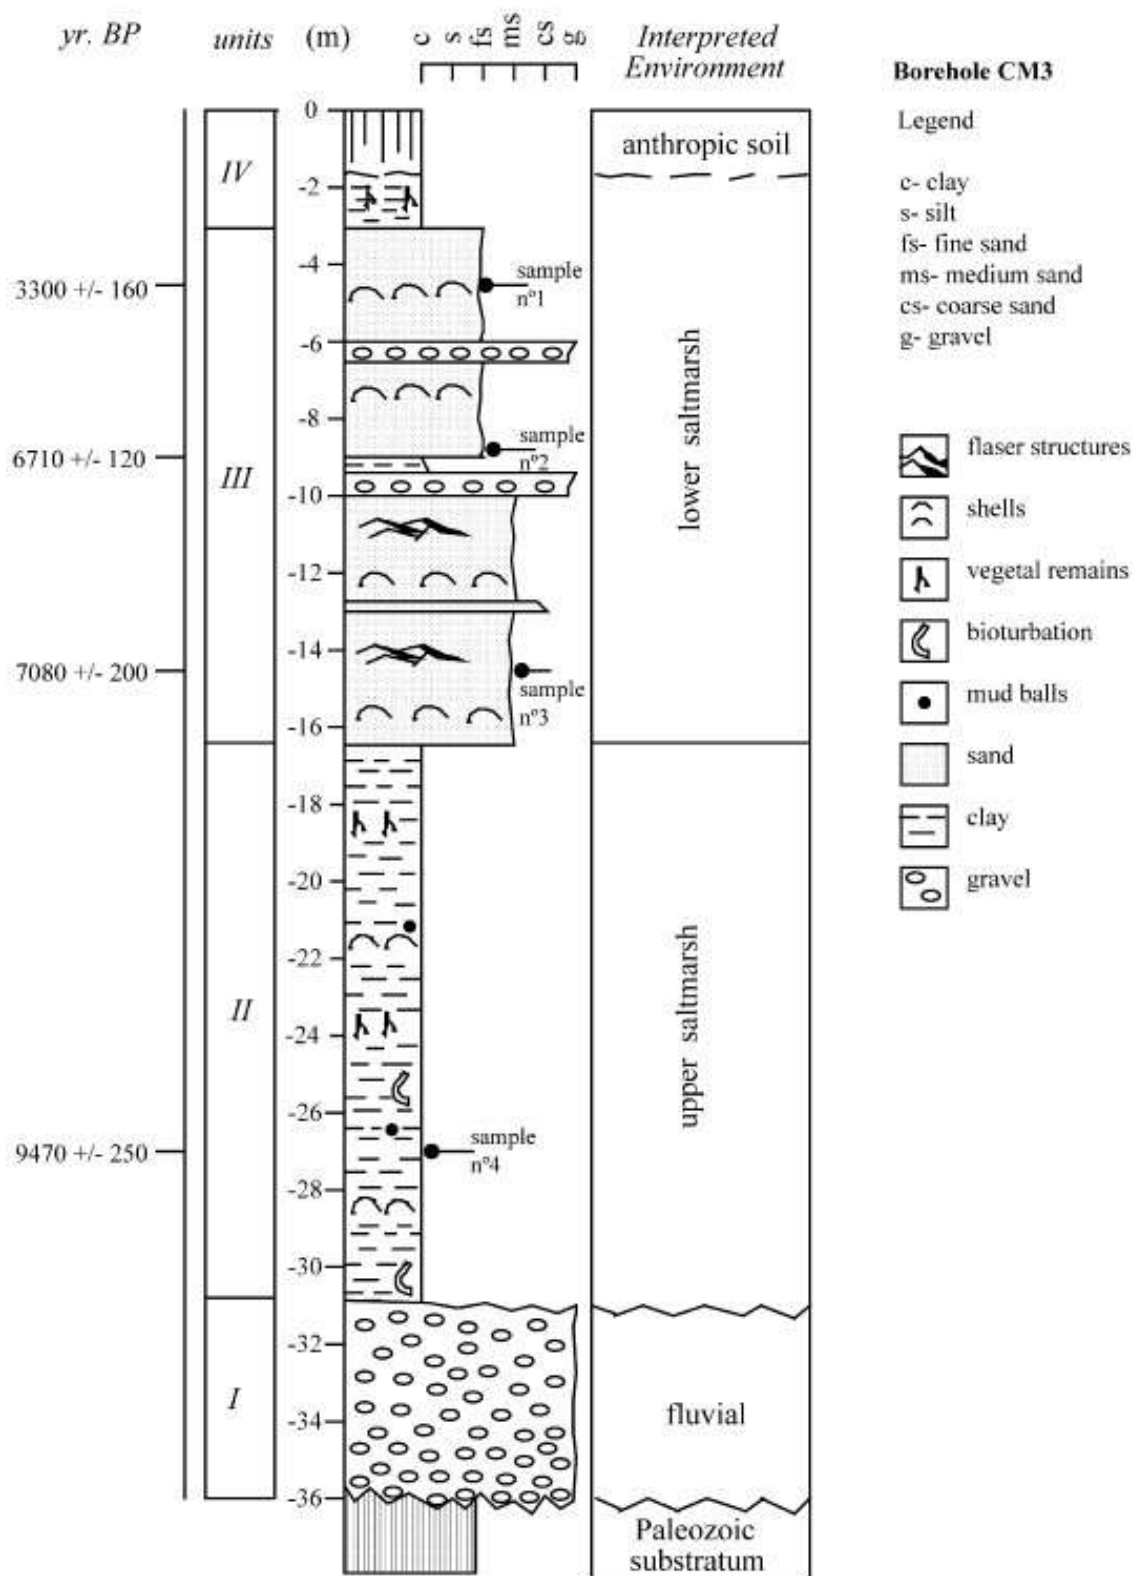 yr. BP
units
(m)
c
s
fs
ms
cs
g
Interpreted
Environment
Borehole CM3
Legend
c- clay
s- silt
fs- fine sand
ms- medium sand
cs- coarse sand
g- gravel
flaser structures
shells
vegetal remains
bioturbation
mud balls
sand
clay
gravel
3300 +/- 160
6710 +/- 120
7080 +/- 200
9470 +/- 250
IV
III
II
I
0
-2
-4
-6
-8
-10
-12
-14
-16
-18
-20
-22
-24
-26
-28
-30
-32
-34
-36
sample
nº1
sample
nº2
sample
nº3
sample
nº4
anthropic soil
lower saltmarsh
upper saltmarsh
fluvial
Paleozoic
substratum